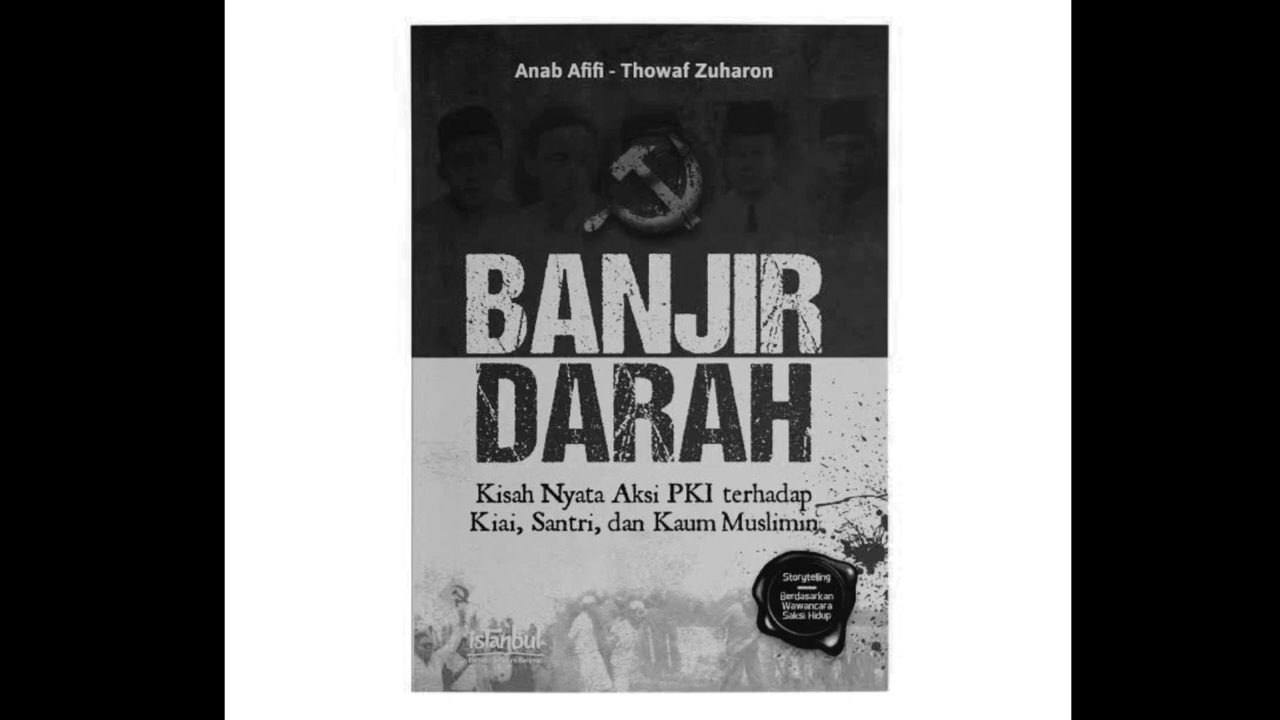 Anab Afifi - Thowaf Zuharon
BANJIR
DARAH
Kisah Nyata Aksi PKI terhadap
Kiai, Santri, dan Kaum Muslimin
Storytelling
Berdasarkan
Wawancara
Saksi Hidup
istanbul